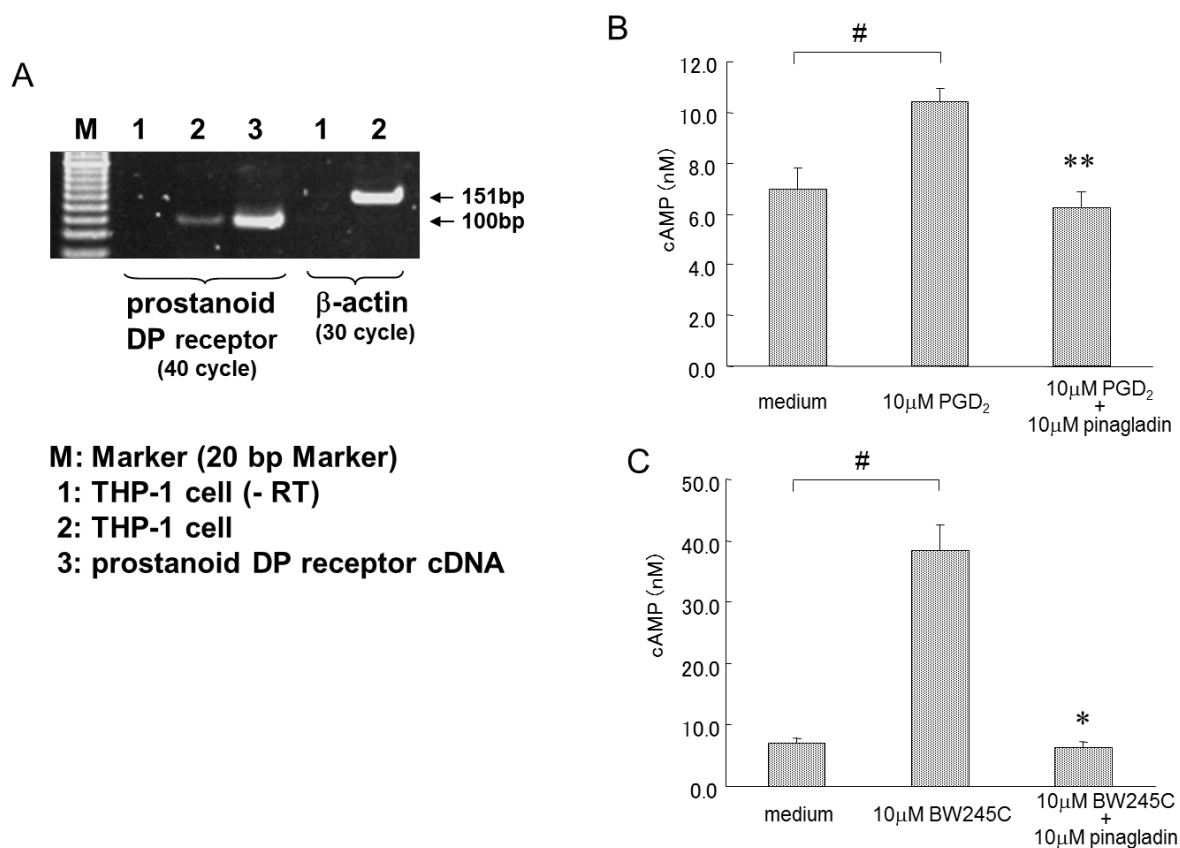 A
M 1 2 3 1 2
← 151bp
← 100bp
prostanoid
DP receptor
(40 cycle)
β-actin
(30 cycle)
M: Marker (20 bp Marker)
1: THP-1 cell (- RT)
2: THP-1 cell
3: prostanoid DP receptor cDNA
B
#
12.0
10.0
8.0
6.0
4.0
2.0
0.0
cAMP (nM)
**
medium
10μM PGD₂
10μM PGD₂
+
10μM pinagladin
C
#
50.0
40.0
30.0
20.0
10.0
0.0
cAMP (nM)
*
medium
10μM BW245C
10μM BW245C
+
10μM pinagladin